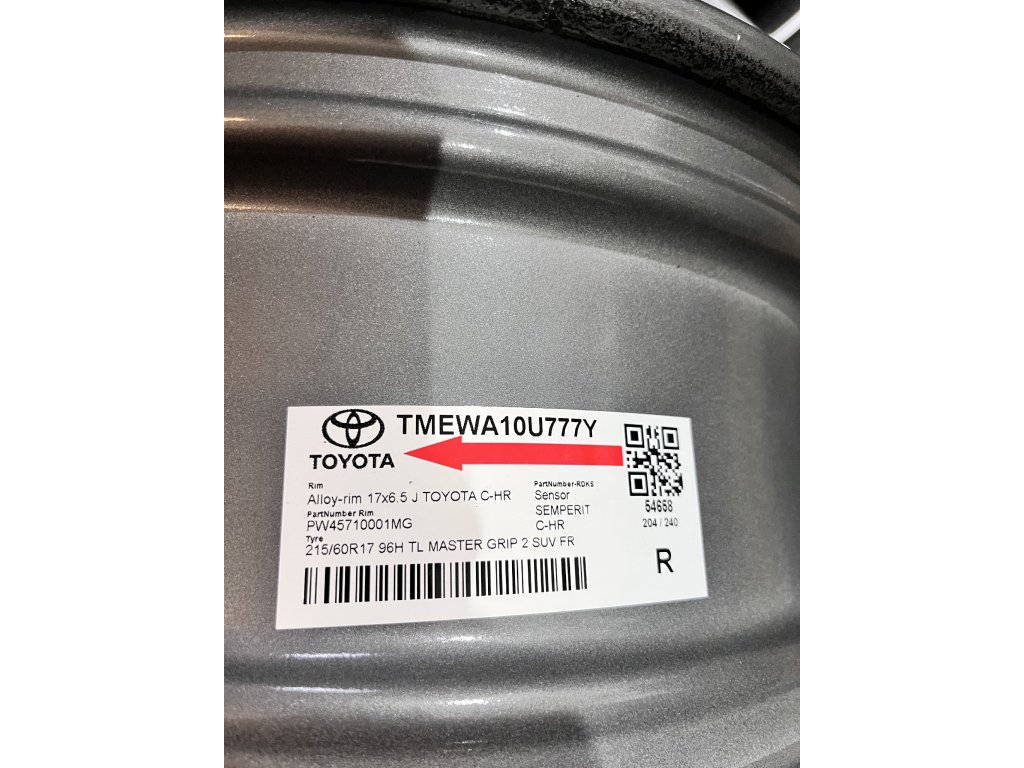 TMEWA10U777Y
TOYOTA
Rim
Alloy-rim 17x6.5 J TOYOTA C-HR
PartNumber Rim
PW45710001MG
Tyre
215/60R17 96H TL MASTER GRIP 2 SUV FR
PartNumber-RDKS
Sensor
SEMPERIT
C-HR
54658
204 / 240
R